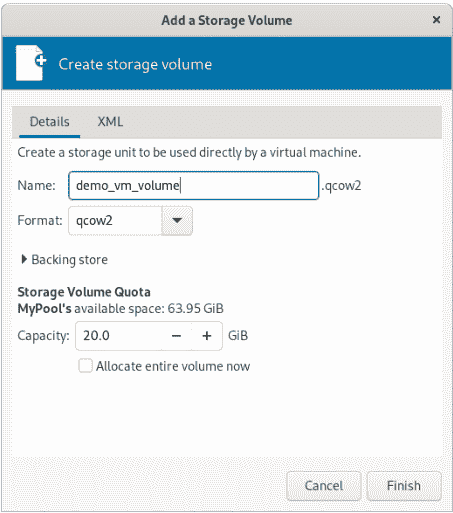 Add a Storage Volume ×
Create storage volume
Details XML
Create a storage unit to be used directly by a virtual machine.
Name: demo_vm_volume .qcow2
Format: qcow2
Backing store
Storage Volume Quota
MyPool's available space: 63.95 GiB
Capacity: 20.0 − + GiB
Allocate entire volume now
Cancel Finish